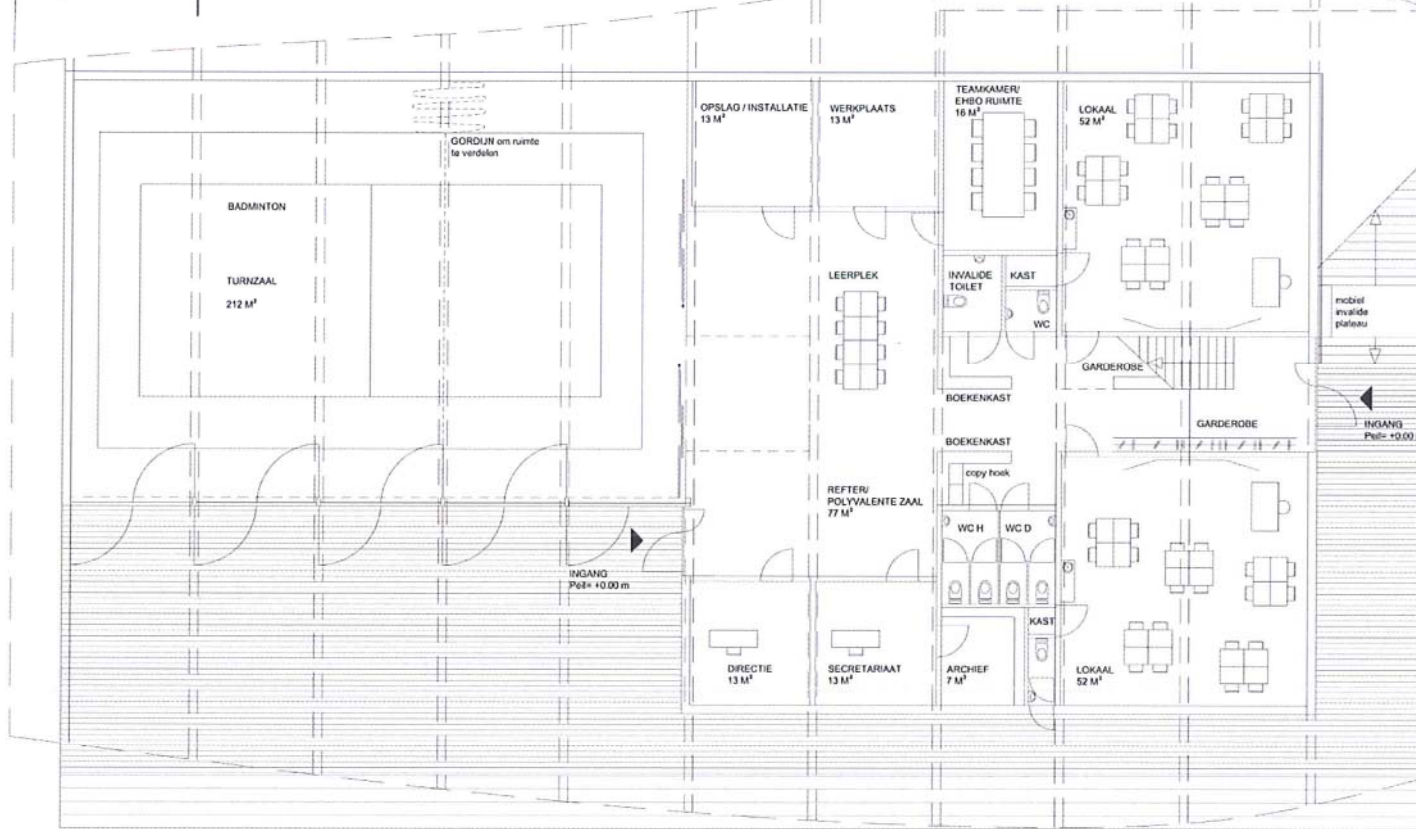 OPSLAG / INSTALLATIE
13 M²
WERKPLAATS
13 M²
TEAMKAMER/
EHBO RUIMTE
16 M²
LOKAAL
52 M²
GORDIJN om ruimte
te verdelen
BADMINTON
TURNZAAL
212 M²
LEERPLEK
INVALIDE
TOILET
KAST
WC
mobiel
invalide
plateau
GARDEROBE
BOEKENKAST
GARDEROBE
INGANG
Peil= +0.00
BOEKENKAST
copy hoek
REFTER/
POLYVALENTE ZAAL
77 M²
WC H
WC D
INGANG
Peil= +0.00 m
KAST
DIRECTIE
13 M²
SECRETARIAAT
13 M²
ARCHIEF
7 M²
LOKAAL
52 M²